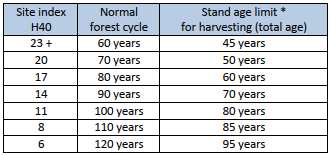 Site index H40 Normal forest cycle Stand age limit * for harvesting (total age)
23 + 60 years 45 years
20 70 years 50 years
17 80 years 60 years
14 90 years 70 years
11 100 years 80 years
8 110 years 85 years
6 120 years 95 years